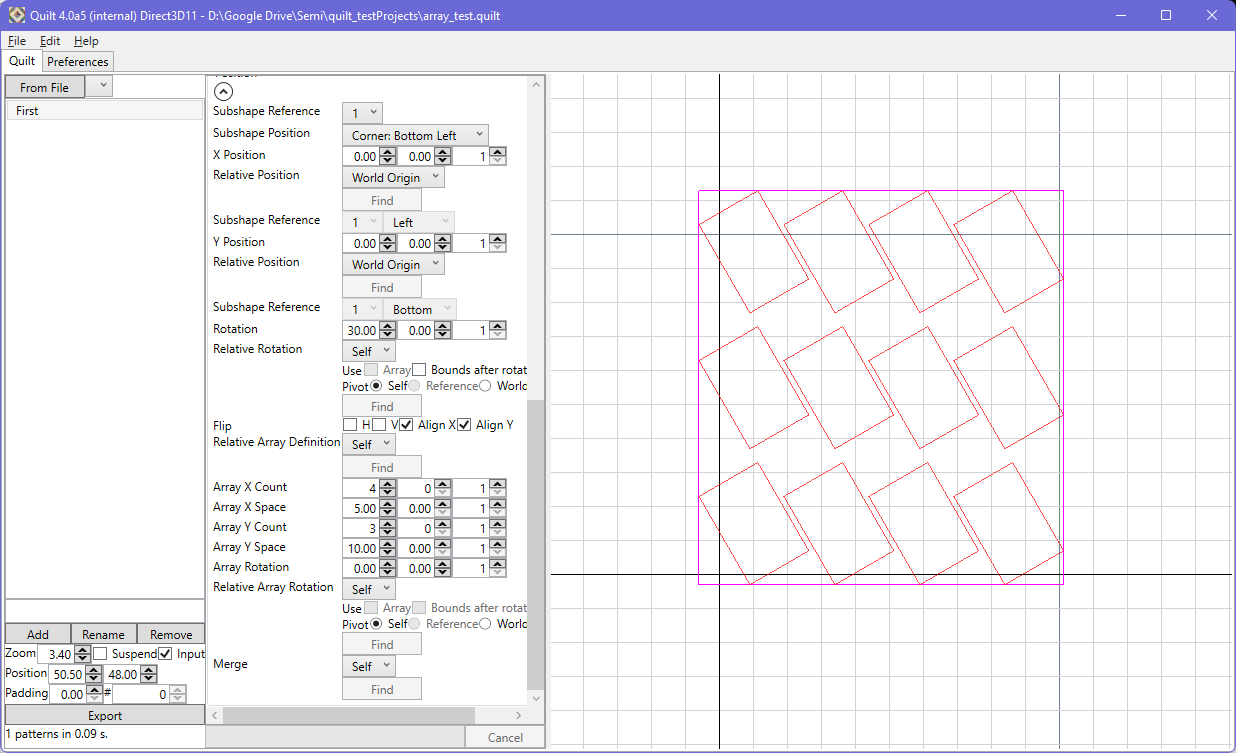 Quilt 4.0a5 (internal) Direct3D11 - D:\Google Drive\Semi\quilt_testProjects\array_test.quilt
File Edit Help
Quilt Preferences
From File
First
Subshape Reference 1
Subshape Position Corner: Bottom Left
X Position 0.00 0.00 1
Relative Position World Origin
Find
Subshape Reference 1 Left
Y Position 0.00 0.00 1
Relative Position World Origin
Find
Subshape Reference 1 Bottom
Rotation 30.00 0.00 1
Relative Rotation Self
Use Array Bounds after rotat
Pivot Self Reference World
Find
Flip H V Align X Align Y
Relative Array Definition Self
Find
Array X Count 4 0 1
Array X Space 5.00 0.00 1
Array Y Count 3 0 1
Array Y Space 10.00 0.00 1
Array Rotation 0.00 0.00 1
Relative Array Rotation Self
Use Array Bounds after rotat
Pivot Self Reference World
Find
Merge Self
Find
Add Rename Remove
Zoom 3.40 Suspend Input
Position 50.50 48.00
Padding 0.00 # 0
Export
1 patterns in 0.09 s.
Cancel